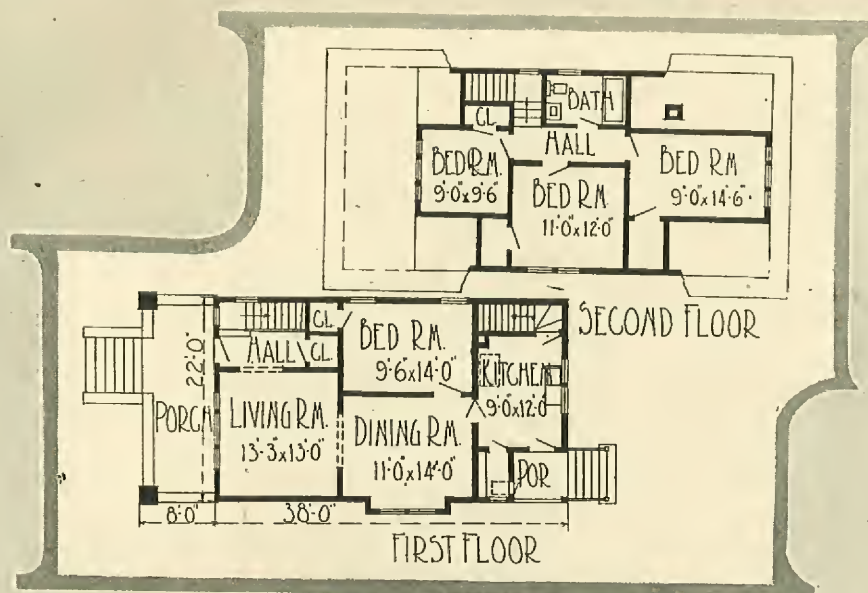 BATH
CL.
HALL
BED RM.
9'-0"x9'-6"
BED RM.
11'-0"x12'-0"
BED RM
9'-0"x14'-6"
SECOND FLOOR
CL.
HALL
CL.
BED RM.
9'-6"x14'-0"
KITCHEN
9'-0"x12'-0
22'-0"
PORCH
LIVING RM.
13'-3"x13'-0"
DINING RM.
11'-0"x14'-0"
POR
8'-0"
38'-0"
FIRST FLOOR